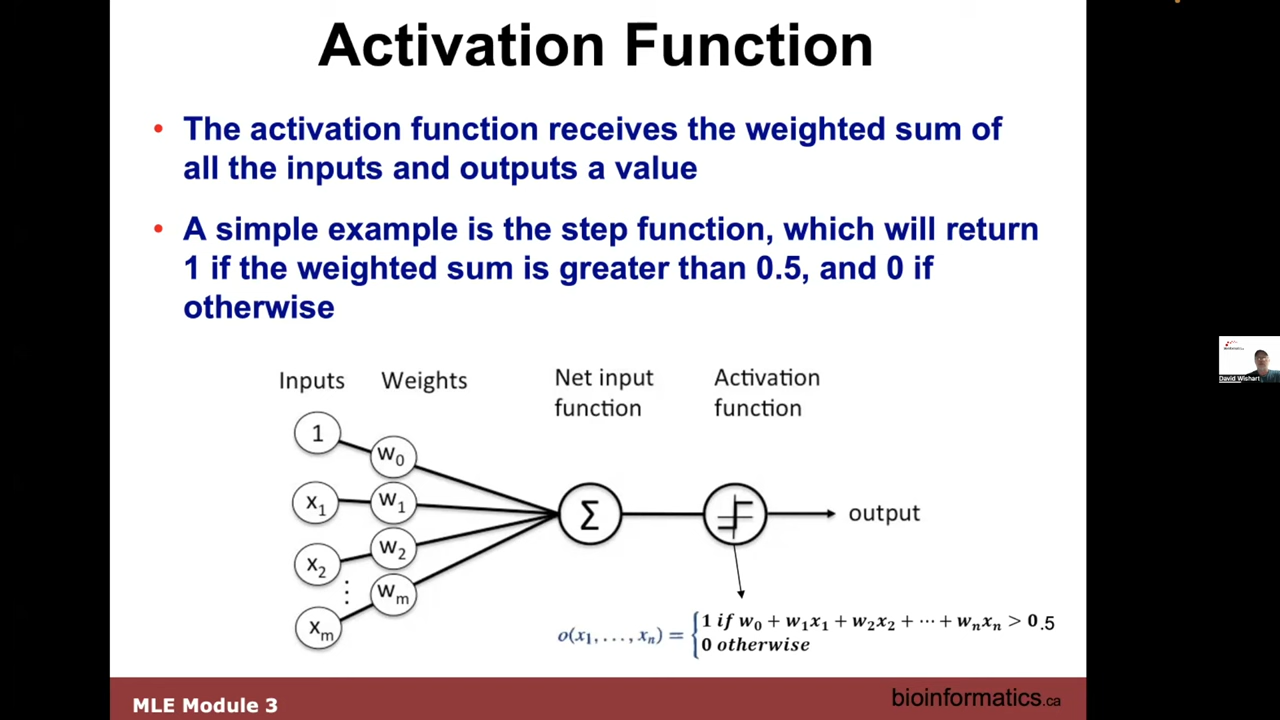 Activation Function
• The activation function receives the weighted sum of
all the inputs and outputs a value
• A simple example is the step function, which will return
1 if the weighted sum is greater than 0.5, and 0 if
otherwise
Inputs Weights Net input function Activation function
1 w0
x1 w1
x2 w2
⋮ wm
xm
Σ
output
o(x1, . . . , xn) = {1 if w0 + w1x1 + w2x2 + ⋯ + wnxn > 0.5
0 otherwise
David Wishart
MLE Module 3
bioinformatics.ca